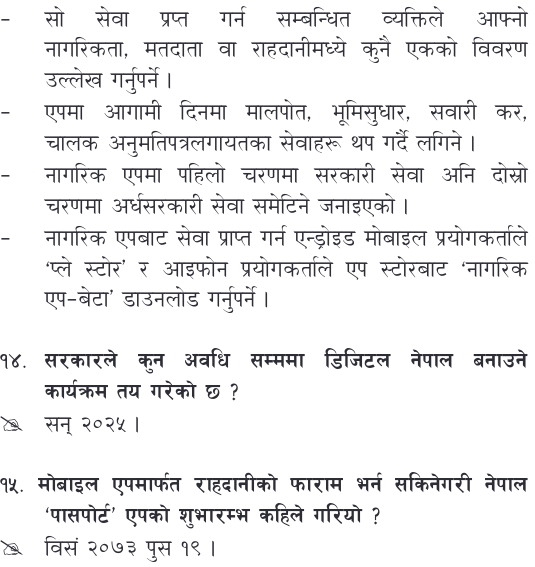 - सो सेवा प्राप्त गर्न सम्बन्धित व्यक्तिले आफ्नो
नागरिकता, मतदाता वा राहदानीमध्ये कुनै एकको विवरण
उल्लेख गर्नुपर्ने ।
- एपमा आगामी दिनमा मालपोत, भूमिसुधार, सवारी कर,
चालक अनुमतिपत्रलगायतका सेवाहरू थप गर्दै लगिने ।
- नागरिक एपमा पहिलो चरणमा सरकारी सेवा अनि दोस्रो
चरणमा अर्धसरकारी सेवा समेटिने जनाइएको ।
- नागरिक एपबाट सेवा प्राप्त गर्न एन्ड्रोइड मोबाइल प्रयोगकर्ताले
‘प्ले स्टोर’ र आइफोन प्रयोगकर्ताले एप स्टोरबाट ‘नागरिक
एप-बेटा’ डाउनलोड गर्नुपर्ने ।
१४. सरकारले कुन अवधि सम्ममा डिजिटल नेपाल बनाउने
कार्यक्रम तय गरेको छ ?
सन् २०२५ ।
१५. मोबाइल एपमार्फत राहदानीको फाराम भर्न सकिनेगरी नेपाल
‘पासपोर्ट’ एपको शुभारम्भ कहिले गरियो ?
विसं २०७३ पुस १९ ।